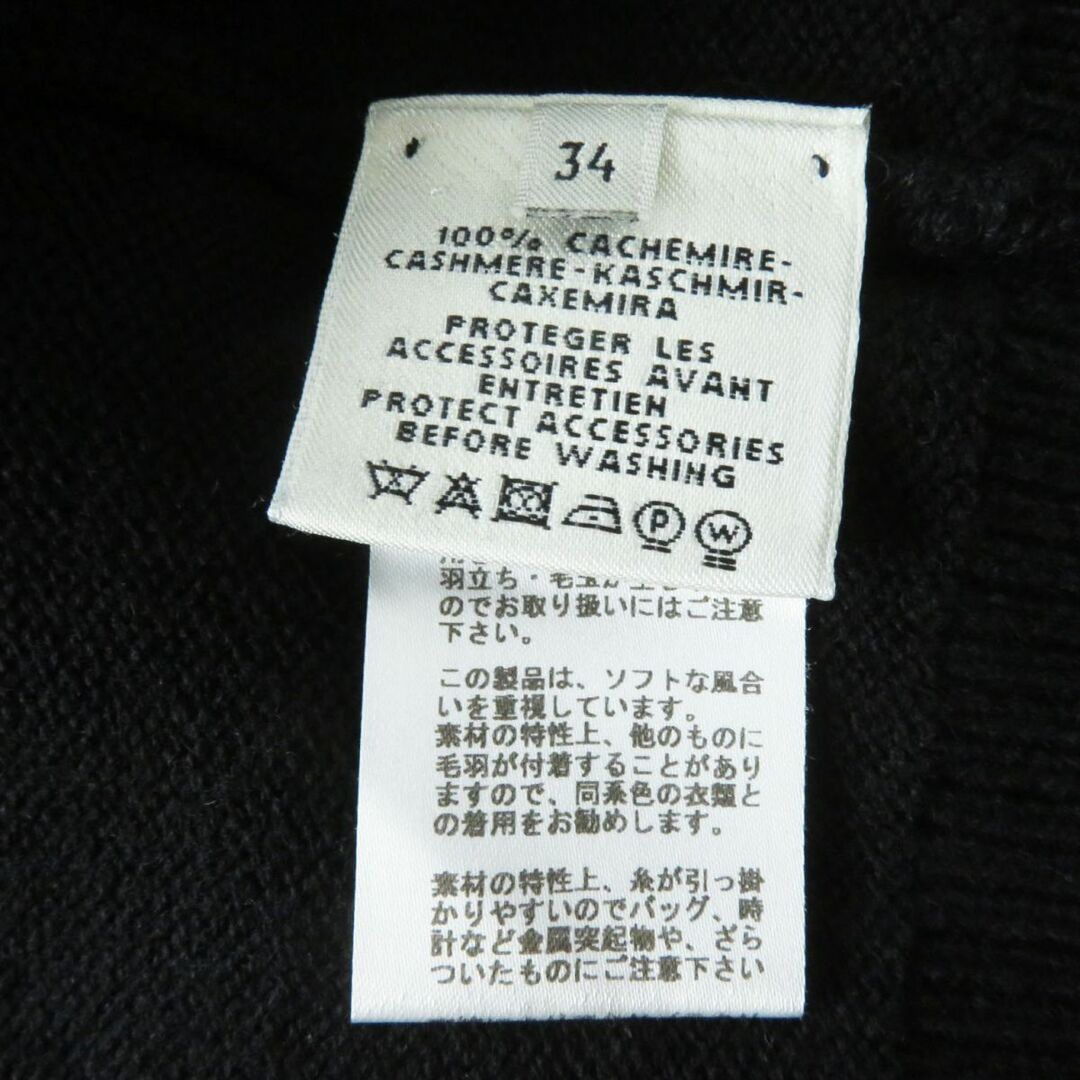 34
100% CACHEMIRE-
CASHMERE-KASCHMIR-
CAXEMIRA
PROTEGER LES
ACCESSOIRES AVANT
ENTRETIEN
PROTECT ACCESSORIES
BEFORE WASHING
P W
羽立ち・毛玉が
のでお取り扱いにはご注意
下さい。
この製品は、ソフトな風合
いを重視しています。
素材の特性上、他のものに
毛羽が付着することがあり
ますので、同系色の衣類と
の着用をお勧めします。
素材の特性上、糸が引っ掛
かりやすいのでバッグ、時
計など金属突起物や、ざら
ついたものにご注意下さい